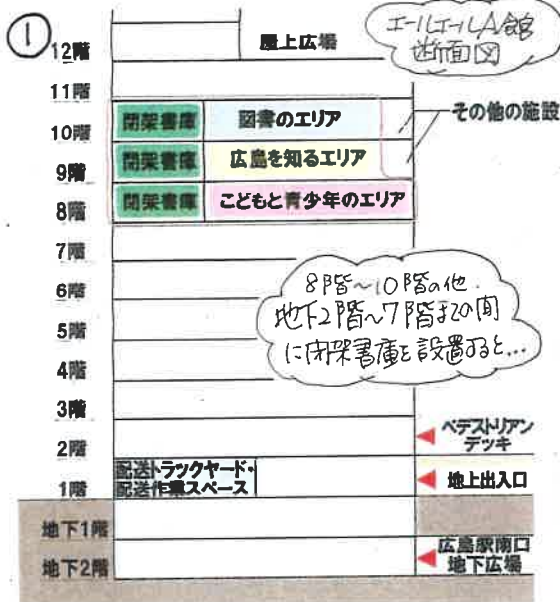 ①
エールエールA館
断面図
12階
屋上広場
11階
10階
閉架書庫
図書のエリア
その他の施設
9階
閉架書庫
広島を知るエリア
8階
閉架書庫
こどもと青少年のエリア
7階
6階
8階〜10階の他
地下2階〜7階までの間
に閉架書庫を設置すると…
5階
4階
3階
ペデストリアン
デッキ
2階
配送トラックヤード・
配送作業スペース
1階
地上出入口
地下1階
広島駅南口
地下広場
地下2階